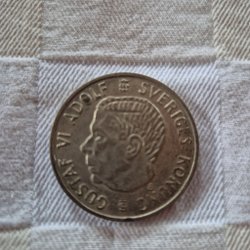 GUSTAF VI ADOLF SVERIGES KONUNG